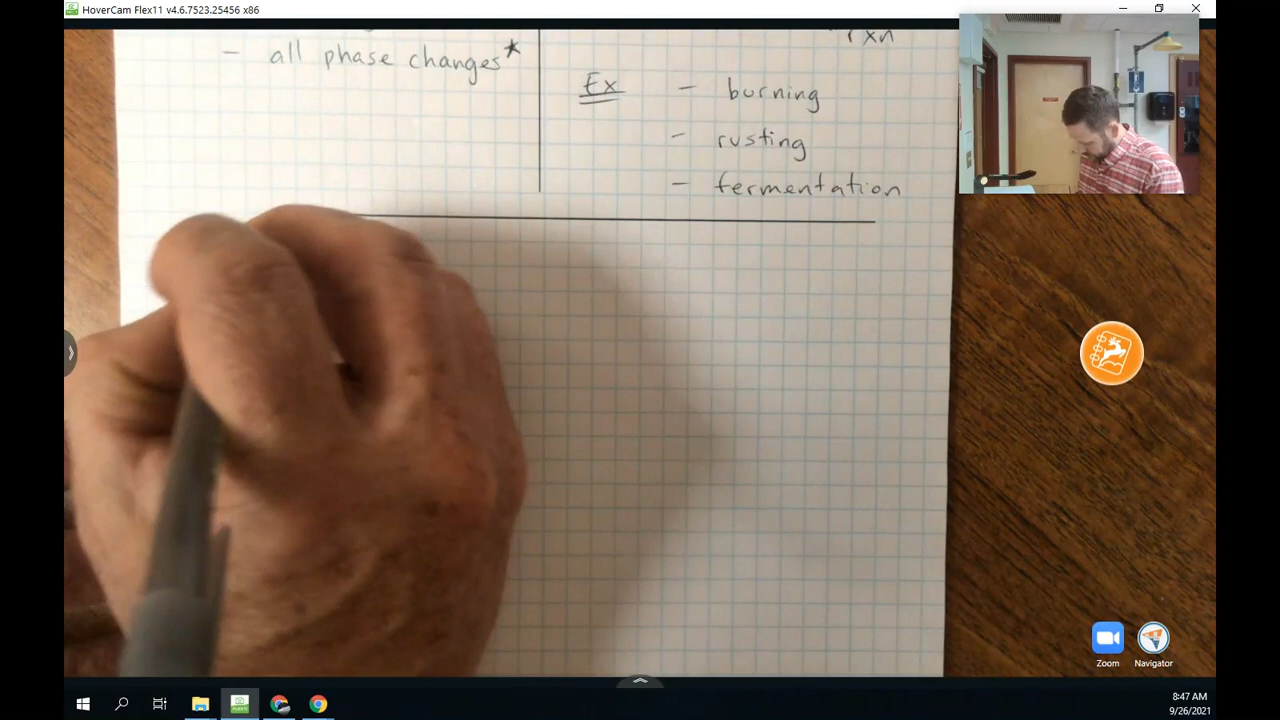 HoverCam Flex11 v4.6.7523.25456 x86
- all phase changes*
rxn
Ex - burning
- rusting
- fermentation
Zoom
Navigator
8:47 AM
9/26/2021